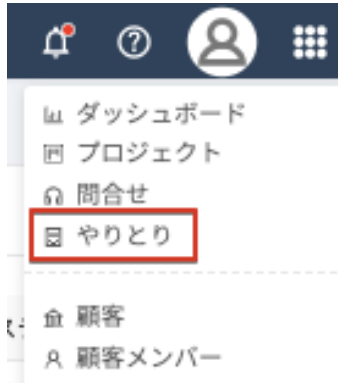 ダッシュボード
プロジェクト
問合せ
やりとり
顧客
顧客メンバー